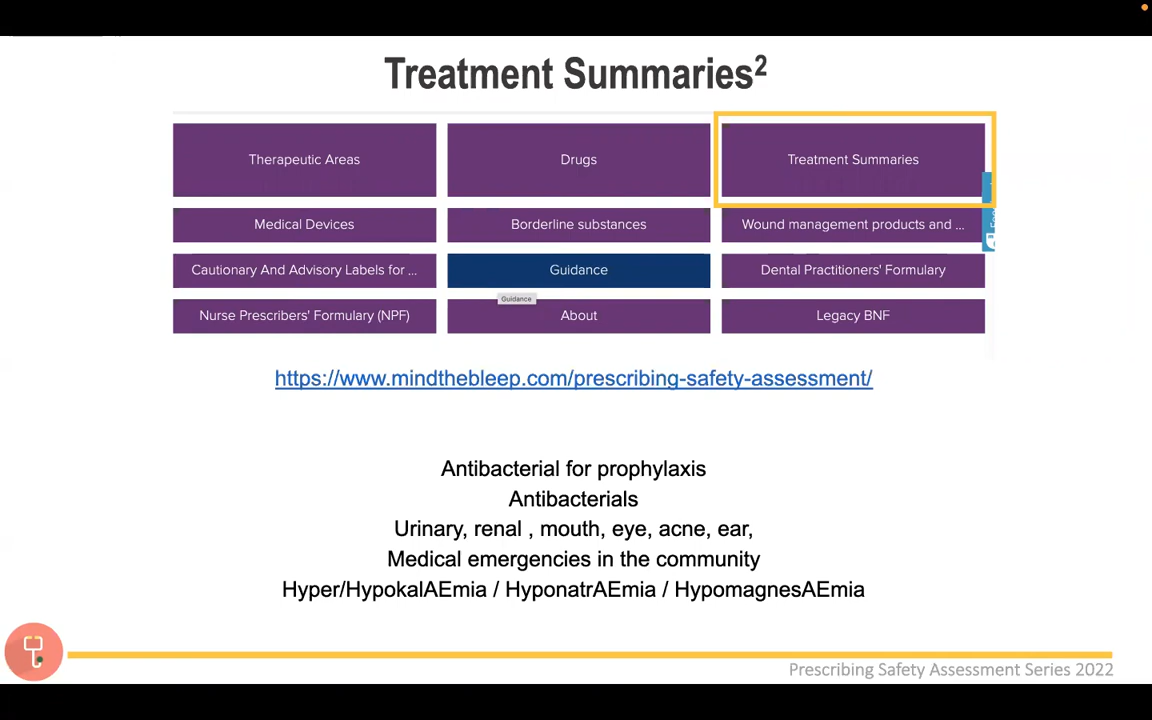 Treatment Summaries²
Therapeutic Areas
Drugs
Treatment Summaries
Medical Devices
Borderline substances
Wound management products and ...
Cautionary And Advisory Labels for ...
Guidance
Dental Practitioners' Formulary
Guidance
Nurse Prescribers' Formulary (NPF)
About
Legacy BNF
https://www.mindthebleep.com/prescribing-safety-assessment/
Antibacterial for prophylaxis
Antibacterials
Urinary, renal , mouth, eye, acne, ear,
Medical emergencies in the community
Hyper/HypokalAEmia / HyponatrAEmia / HypomagnesAEmia
Prescribing Safety Assessment Series 2022